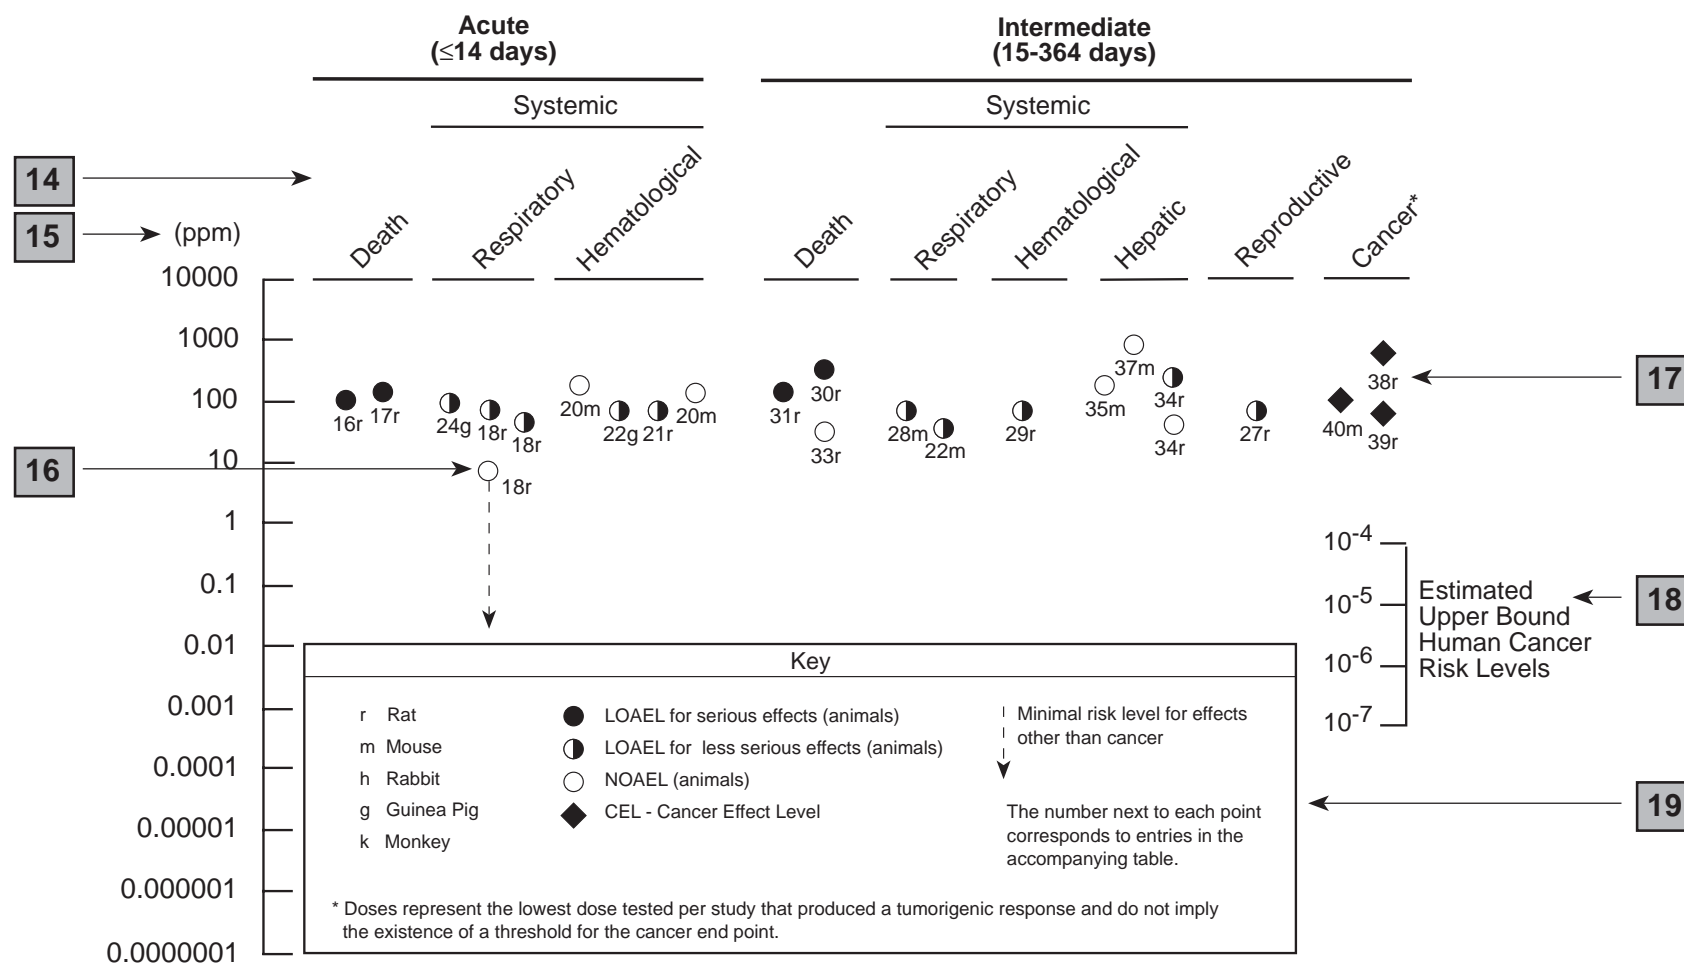 Acute
(≤14 days)
Intermediate
(15-364 days)
Systemic
Systemic
14
15
(ppm)
Death
Respiratory
Hematological
Death
Respiratory
Hematological
Hepatic
Reproductive
Cancer*
10000
1000
100
10
1
0.1
0.01
0.001
0.0001
0.00001
0.000001
0.0000001
16r
17r
24g
18r
18r
18r
20m
22g
21r
20m
31r
30r
33r
28m
22m
29r
37m
35m
34r
34r
27r
40m
38r
39r
16
17
10-4
10-5
10-6
10-7
Estimated
Upper Bound
Human Cancer
Risk Levels
18
Key
r Rat
m Mouse
h Rabbit
g Guinea Pig
k Monkey
LOAEL for serious effects (animals)
LOAEL for less serious effects (animals)
NOAEL (animals)
CEL - Cancer Effect Level
Minimal risk level for effects
other than cancer
The number next to each point
corresponds to entries in the
accompanying table.
19
* Doses represent the lowest dose tested per study that produced a tumorigenic response and do not imply
the existence of a threshold for the cancer end point.